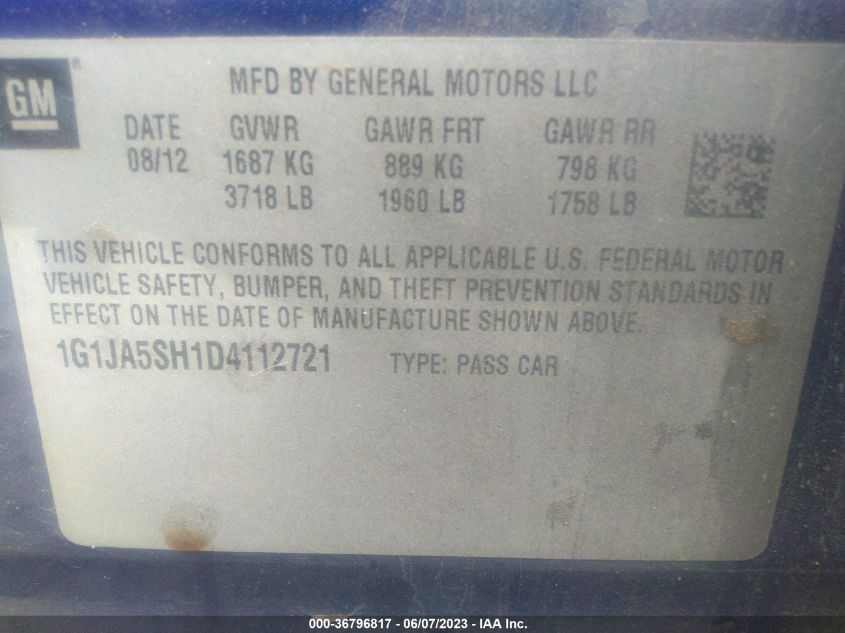 GM®
MFD BY GENERAL MOTORS LLC
DATE GVWR GAWR FRT GAWR RR
08/12 1687 KG 889 KG 798 KG
3718 LB 1960 LB 1758 LB
THIS VEHICLE CONFORMS TO ALL APPLICABLE U.S. FEDERAL MOTOR
VEHICLE SAFETY, BUMPER, AND THEFT PREVENTION STANDARDS IN
EFFECT ON THE DATE OF MANUFACTURE SHOWN ABOVE.
1G1JA5SH1D4112721 TYPE: PASS CAR
000-36796817 - 06/07/2023 - IAA Inc.